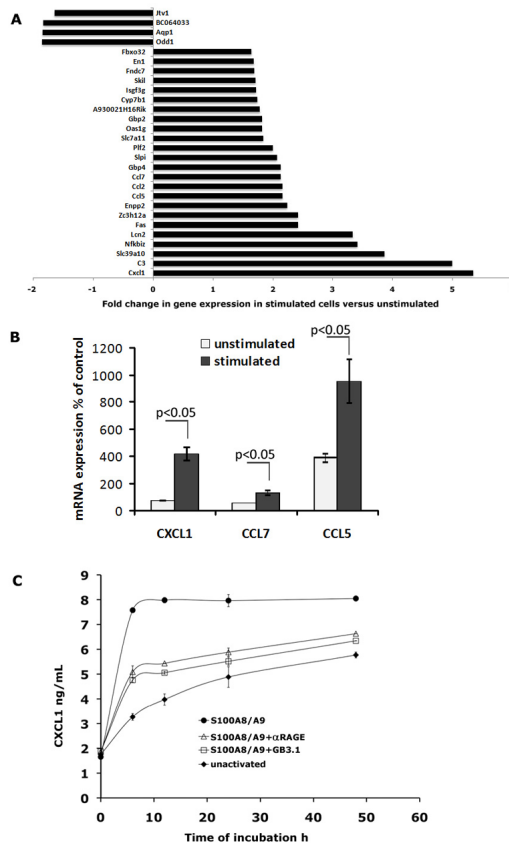 A
Jtv1
BC064033
Aqp1
Odd1
Fbxo32
En1
Fndc7
Skil
Isgf3g
Cyp7b1
A930021H16Rik
Gbp2
Oas1g
Slc7a11
Plf2
Slpi
Gbp4
Ccl7
Ccl2
Ccl5
Enpp2
Zc3h12a
Fas
Lcn2
Nfkbiz
Slc39a10
C3
Cxcl1
-2 -1 0 1 2 3 4 5
Fold change in gene expression in stimulated cells versus unstimulated
B
mRNA expression % of control
1200
1000
800
600
400
200
0
unstimulated
stimulated
p<0.05
p<0.05
p<0.05
CXCL1 CCL7 CCL5
C
CXCL1 ng/mL
9
8
7
6
5
4
3
2
1
0
S100A8/A9
S100A8/A9+αRAGE
S100A8/A9+GB3.1
unactivated
0 10 20 30 40 50 60
Time of incubation h